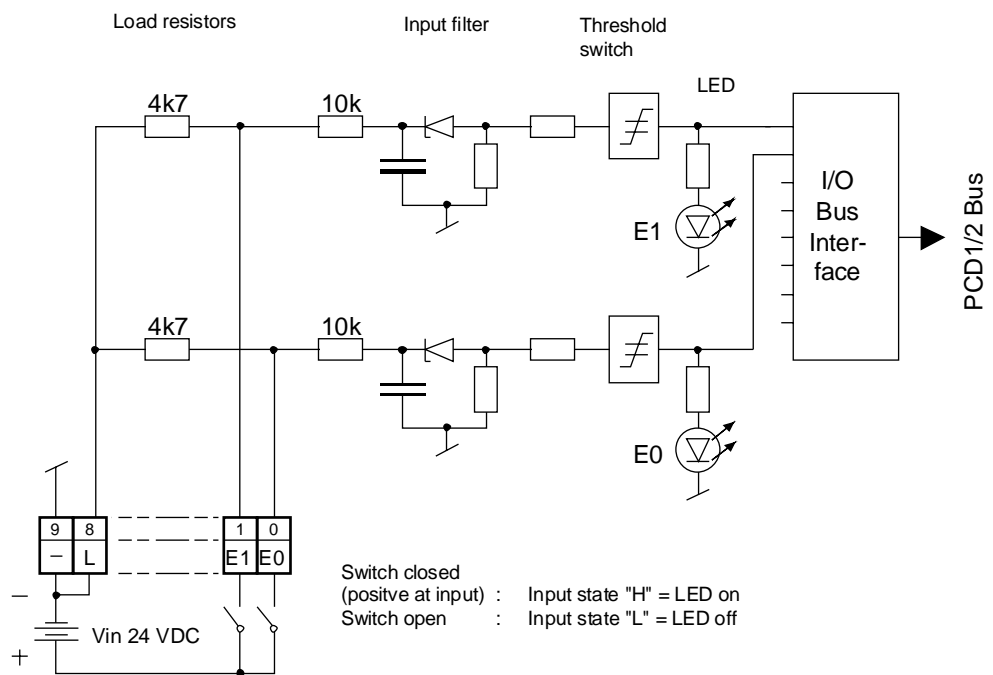 Load resistors
Input filter
Threshold
switch
LED
4k7
10k
E1
I/O
Bus
Inter-
face
PCD1/2 Bus
4k7
10k
E0
9 8 1 0
– L E1 E0
–
Vin 24 VDC
+
Switch closed
(positve at input) : Input state "H" = LED on
Switch open : Input state "L" = LED off